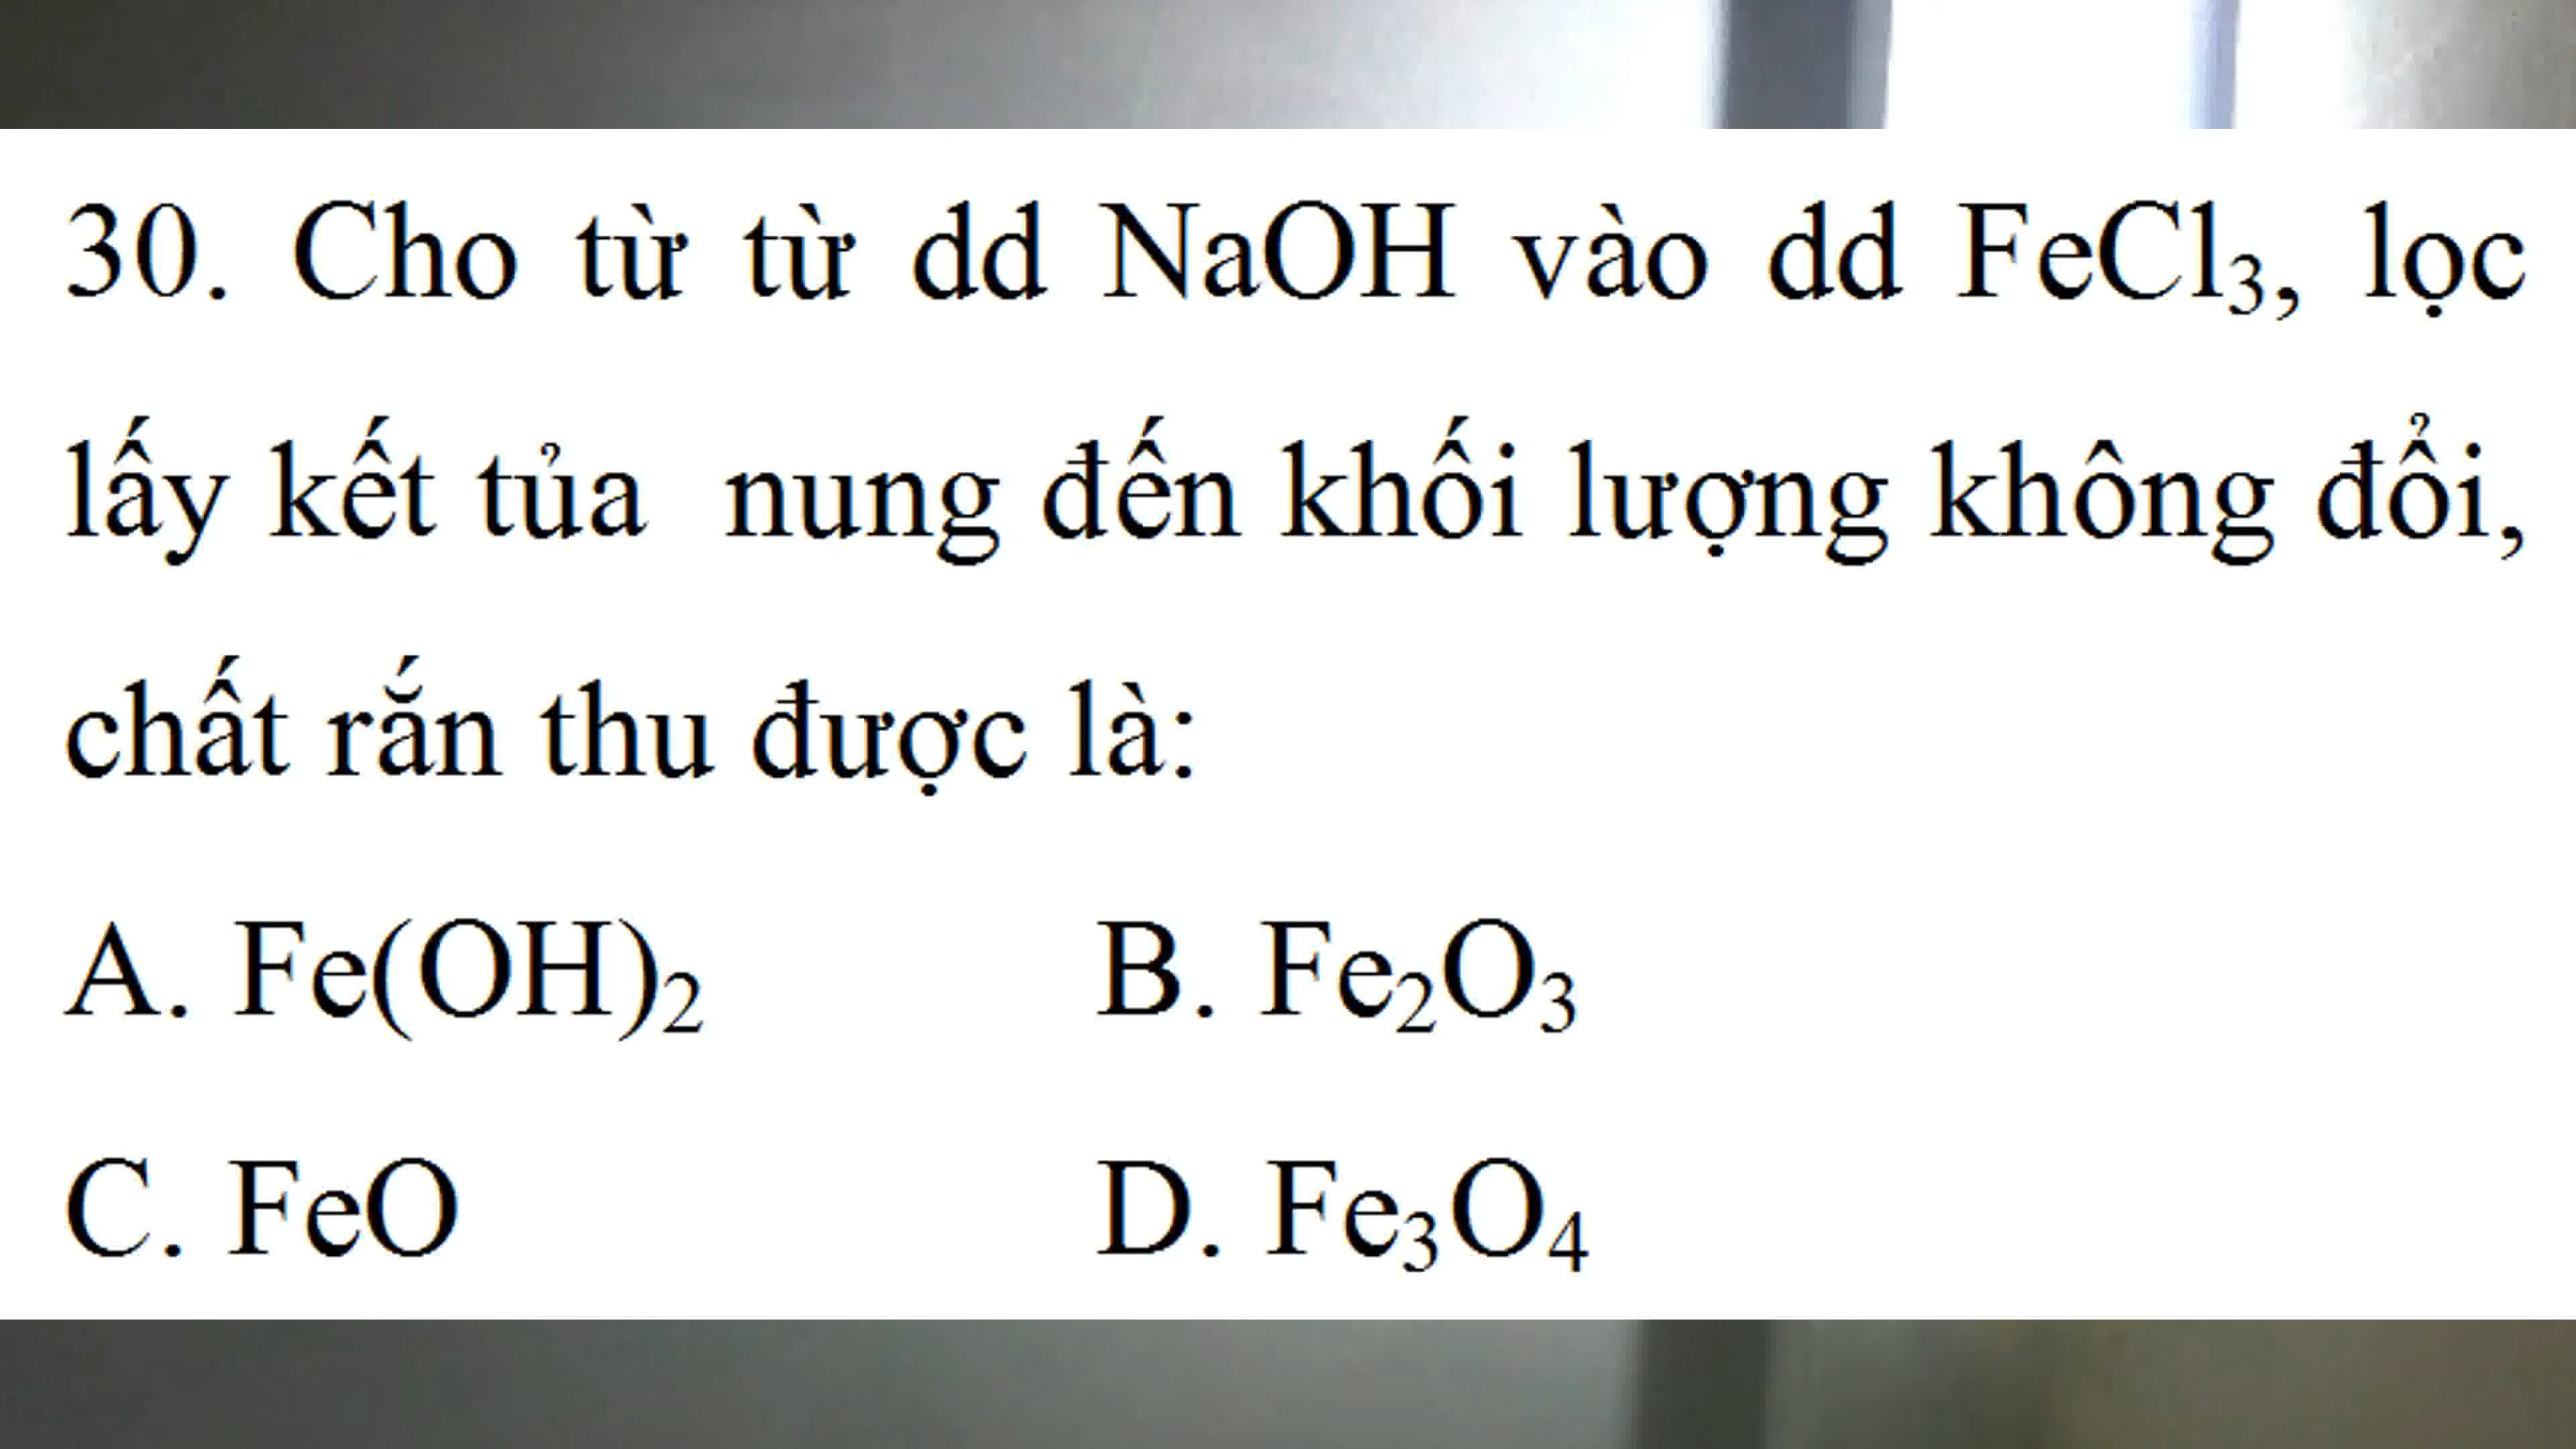 30. Cho từ từ dd NaOH vào dd FeCl₃, lọc
lấy kết tủa nung đến khối lượng không đổi,
chất rắn thu được là:
A. Fe(OH)₂ B. Fe₂O₃
C. FeO D. Fe₃O₄